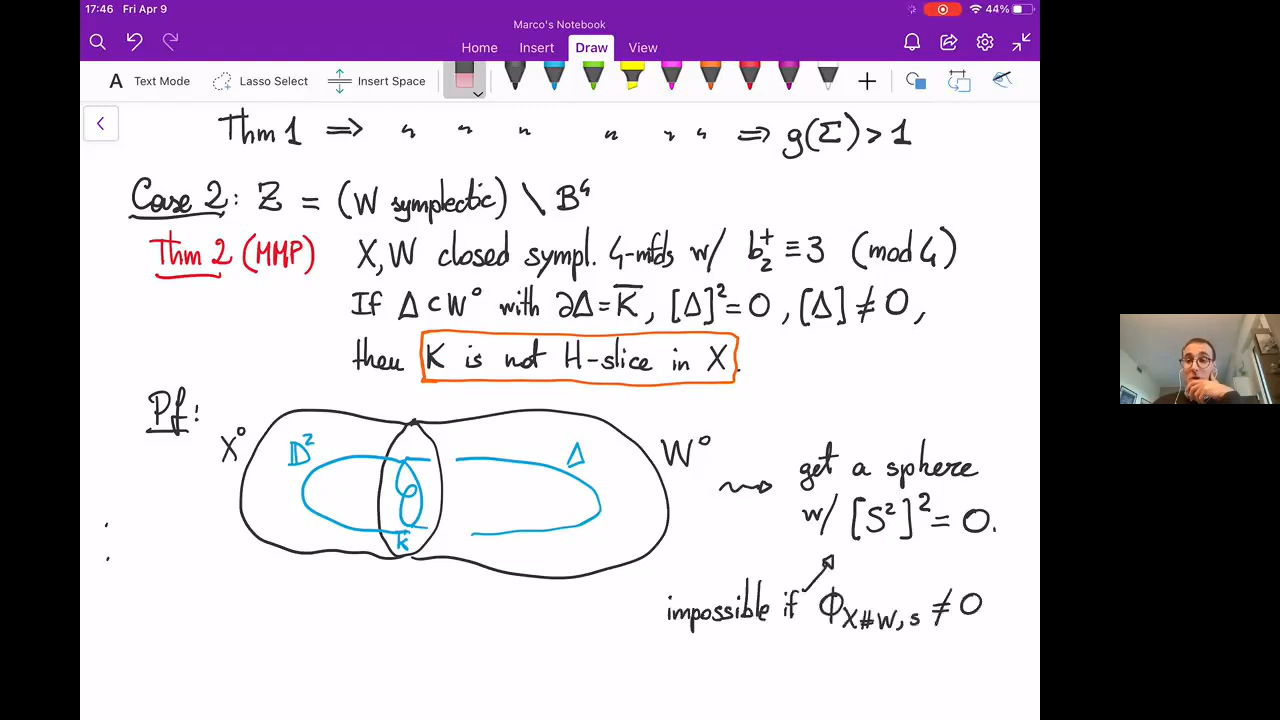 17:46 Fri Apr 9
44%
Marco's Notebook
Home Insert Draw View
A Text Mode Lasso Select Insert Space
Thm 1 ⟹ " " " " " " ⟹ g(Σ) > 1
Case 2: Z = (W symplectic) \ B⁴
Thm 2 (MMP) X, W closed sympl. 4-mfds w/ b₂⁺ ≡ 3 (mod 4)
If Δ ⊂ W° with ∂Δ = K̅, [Δ]² = 0, [Δ] ≠ 0,
then K is not H-slice in X.
Pf:
X° D² K Δ W°
⇝ get a sphere
w/ [S²]² = 0.
impossible if Φ_{X#W,s} ≠ 0